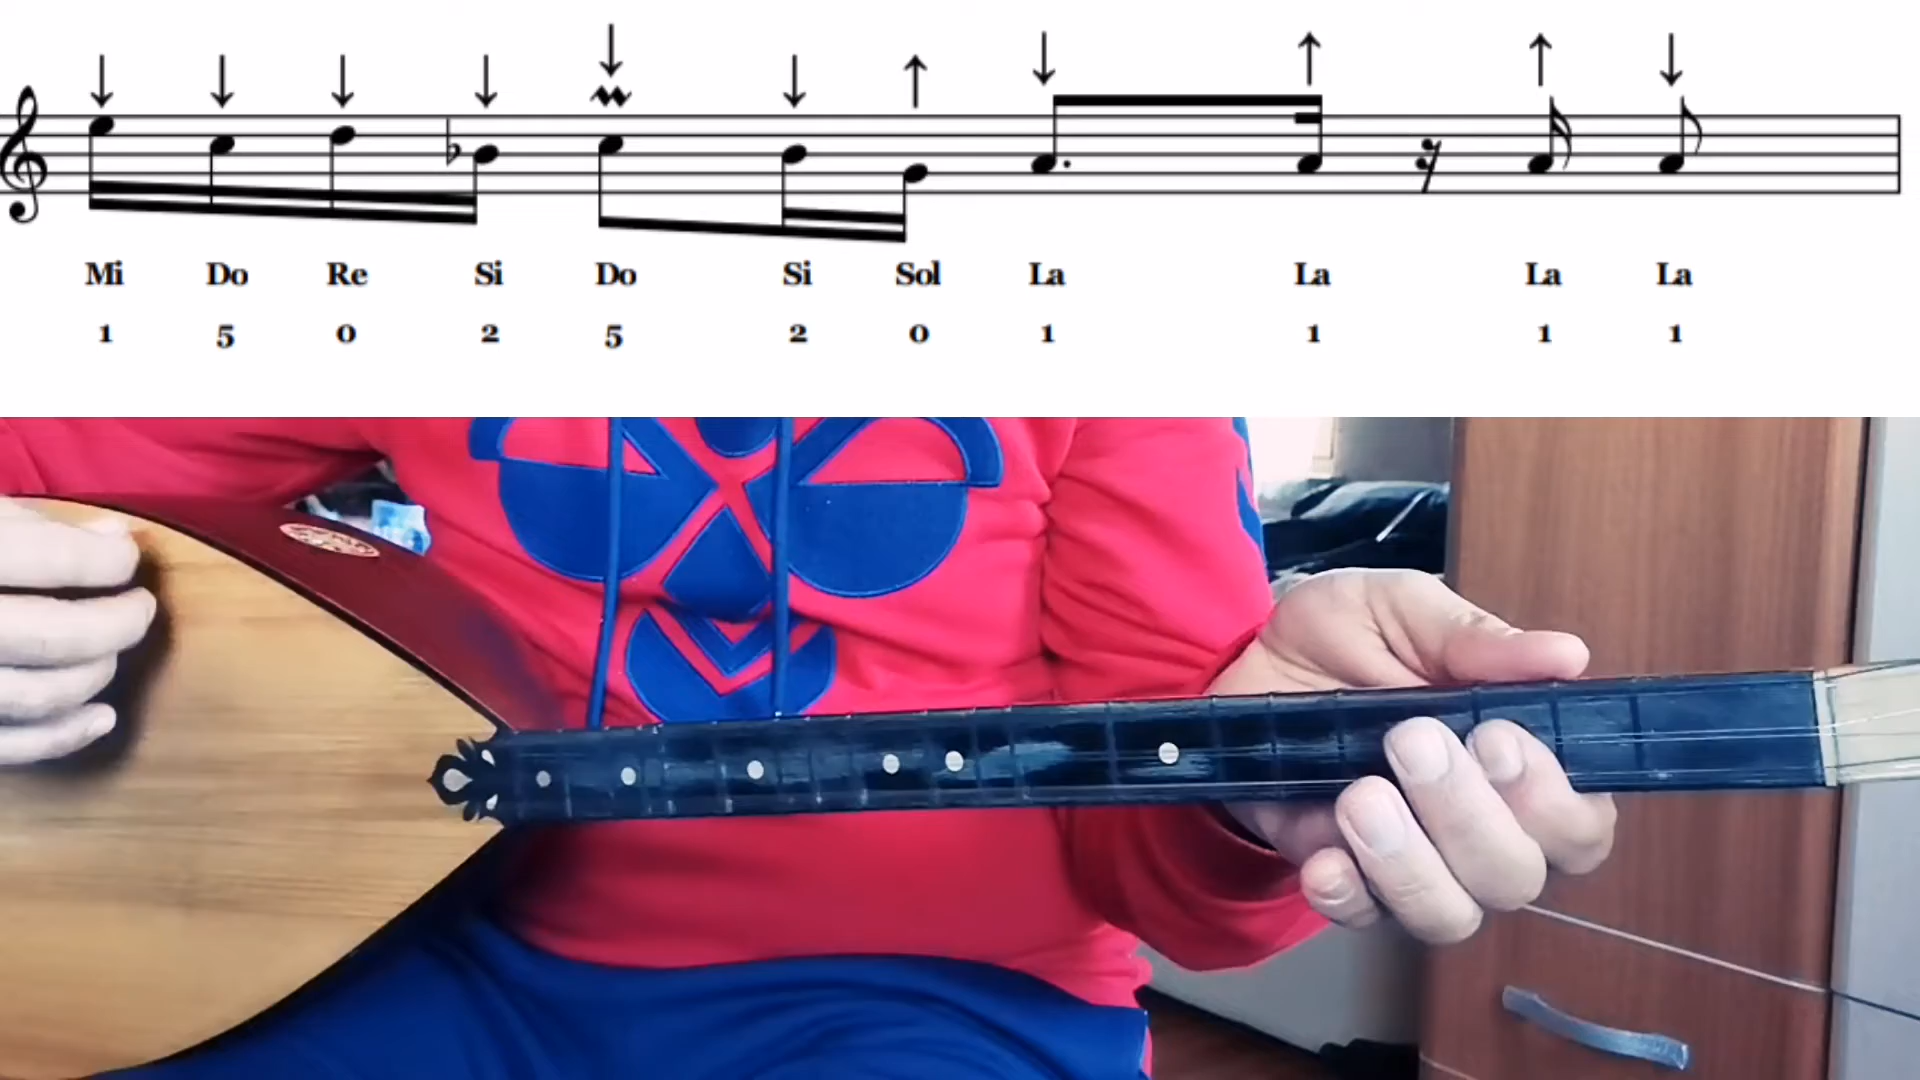 Mi Do Re Si Do Si Sol La La La La
1 5 0 2 5 2 0 1 1 1 1